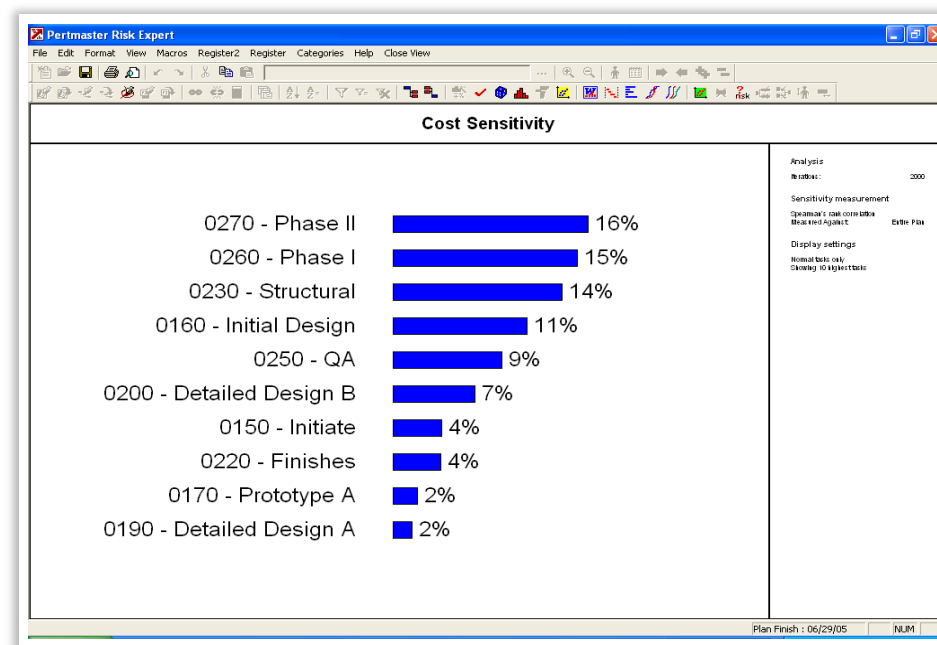 Pertmaster Risk Expert
File Edit Format View Macros Register2 Register Categories Help Close View
risk
Cost Sensitivity
0270 - Phase II 16%
0260 - Phase I 15%
0230 - Structural 14%
0160 - Initial Design 11%
0250 - QA 9%
0200 - Detailed Design B 7%
0150 - Initiate 4%
0220 - Finishes 4%
0170 - Prototype A 2%
0190 - Detailed Design A 2%
Analysis
Iterations: 2000
Sensitivity measurement
Spearman's rank correlation
Measured Against: Entire Plan
Display settings
Normal tasks only
Showing 10 highest tasks
Plan Finish : 06/29/05 NUM